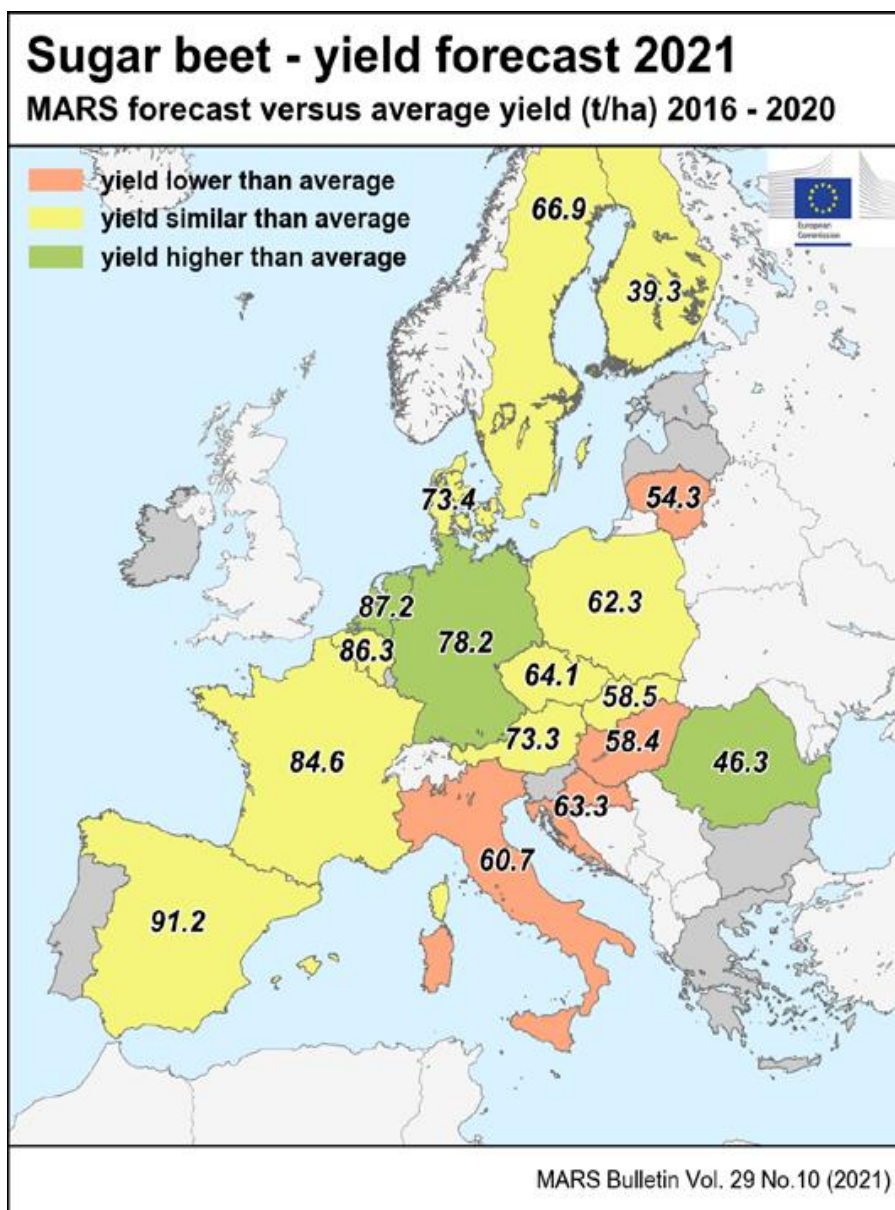 Sugar beet - yield forecast 2021
MARS forecast versus average yield (t/ha) 2016 - 2020
yield lower than average
yield similar than average
yield higher than average
European
Commission
66.9
39.3
73.4
54.3
87.2
62.3
78.2
86.3
64.1
58.5
73.3
58.4
84.6
46.3
63.3
60.7
91.2
MARS Bulletin Vol. 29 No.10 (2021)